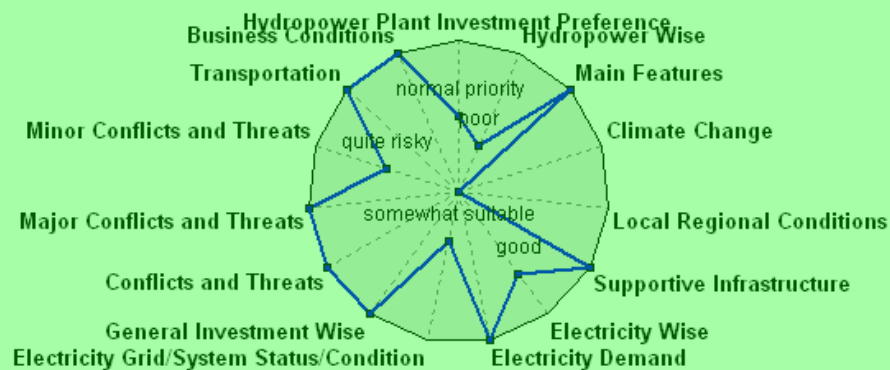 Hydropower Plant Investment Preference
Business Conditions
Hydropower Wise
Transportation
Main Features
normal priority
poor
Minor Conflicts and Threats
Climate Change
quite risky
Major Conflicts and Threats
somewhat suitable
Local Regional Conditions
good
Conflicts and Threats
Supportive Infrastructure
General Investment Wise
Electricity Wise
Electricity Grid/System Status/Condition
Electricity Demand